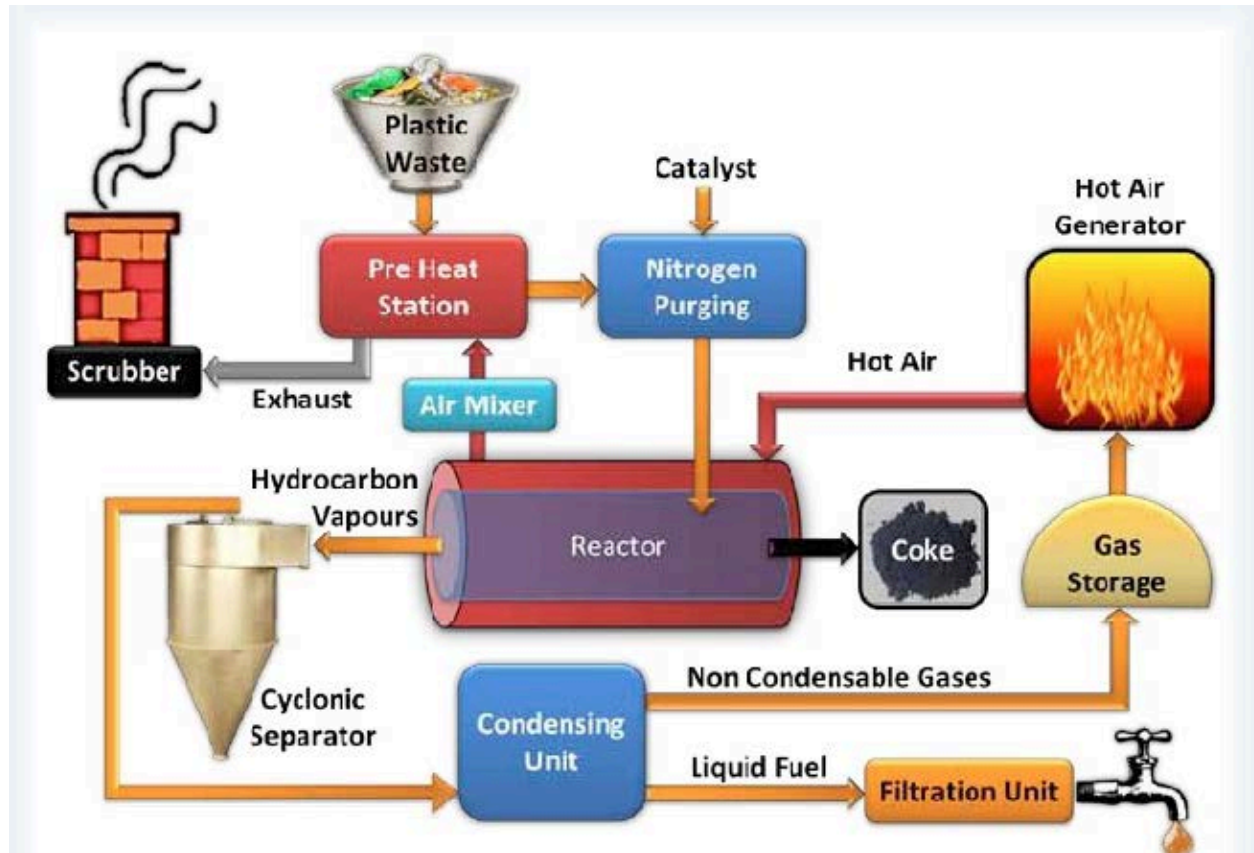 Plastic
Waste
Catalyst
Hot Air
Generator
Pre Heat
Station
Nitrogen
Purging
Scrubber
Exhaust
Air Mixer
Hot Air
Hydrocarbon
Vapours
Reactor
Coke
Gas
Storage
Cyclonic
Separator
Condensing
Unit
Non Condensable Gases
Liquid Fuel
Filtration Unit